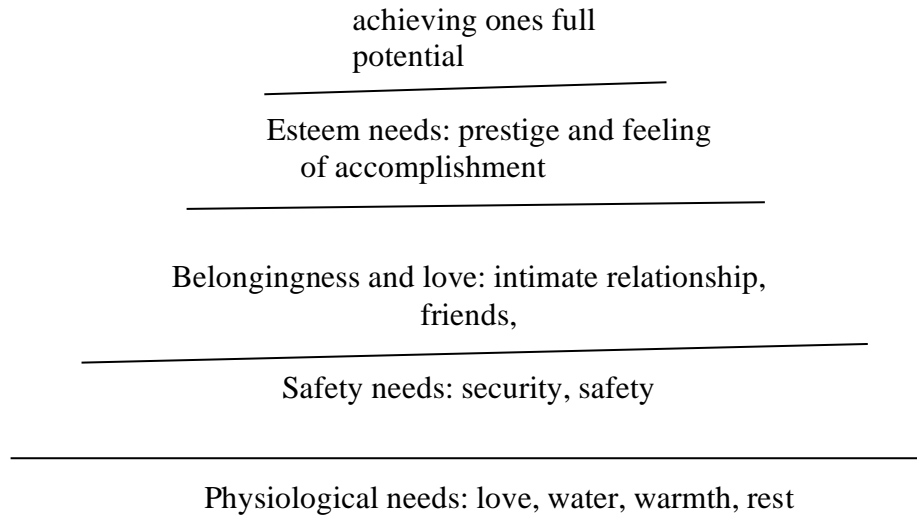 achieving ones full
potential
Esteem needs: prestige and feeling
of accomplishment
Belongingness and love: intimate relationship,
friends,
Safety needs: security, safety
Physiological needs: love, water, warmth, rest